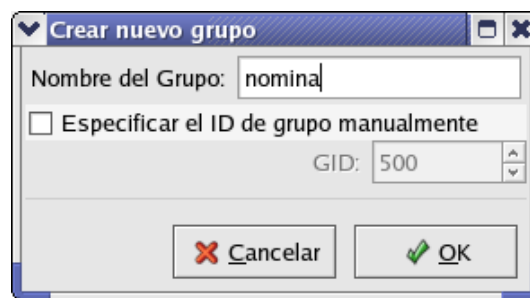 Crear nuevo grupo
Nombre del Grupo: nomina
Especificar el ID de grupo manualmente
GID: 500
Cancelar OK